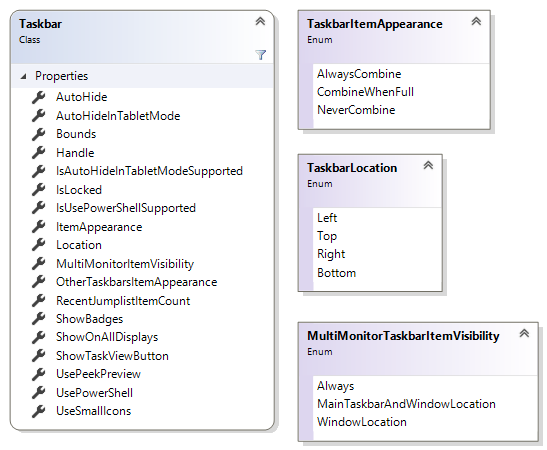 Taskbar
Class
Properties
AutoHide
AutoHideInTabletMode
Bounds
Handle
IsAutoHideInTabletModeSupported
IsLocked
IsUsePowerShellSupported
ItemAppearance
Location
MultiMonitorItemVisibility
OtherTaskbarsItemAppearance
RecentJumplistItemCount
ShowBadges
ShowOnAllDisplays
ShowTaskViewButton
UsePeekPreview
UsePowerShell
UseSmallIcons
TaskbarItemAppearance
Enum
AlwaysCombine
CombineWhenFull
NeverCombine
TaskbarLocation
Enum
Left
Top
Right
Bottom
MultiMonitorTaskbarItemVisibility
Enum
Always
MainTaskbarAndWindowLocation
WindowLocation